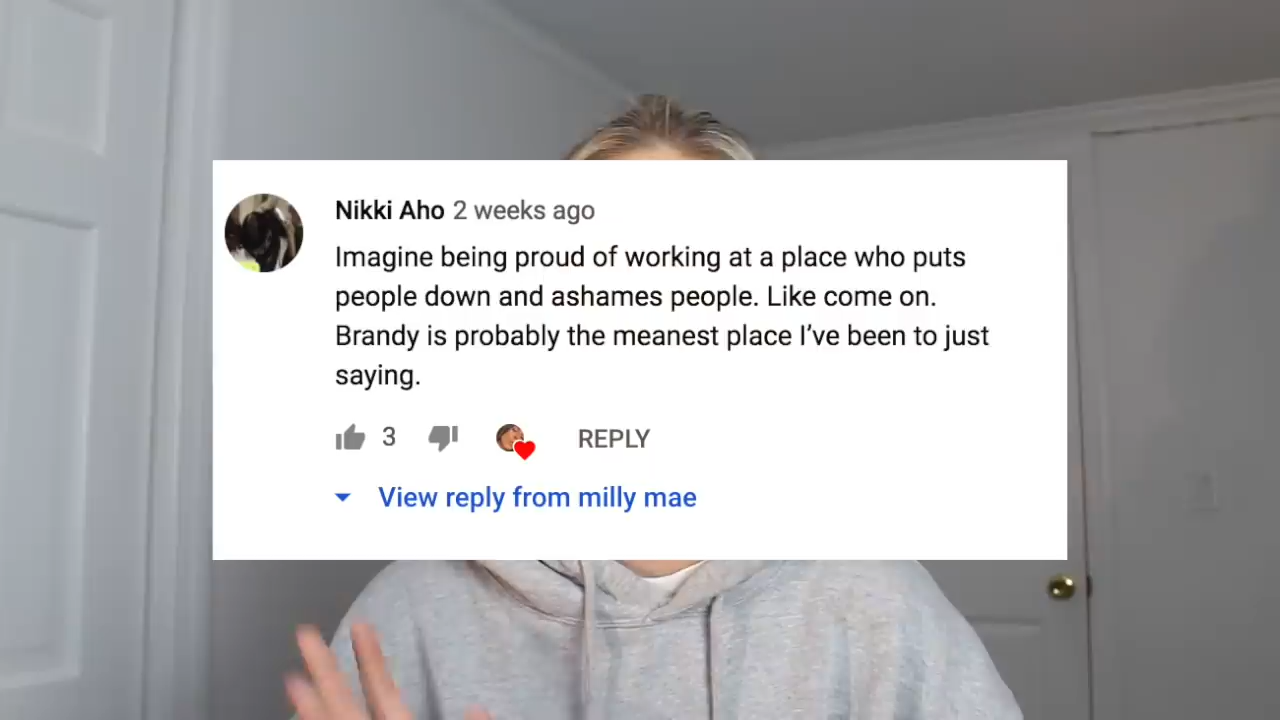 Nikki Aho 2 weeks ago
Imagine being proud of working at a place who puts
people down and ashames people. Like come on.
Brandy is probably the meanest place I’ve been to just
saying.
3 REPLY
View reply from milly mae